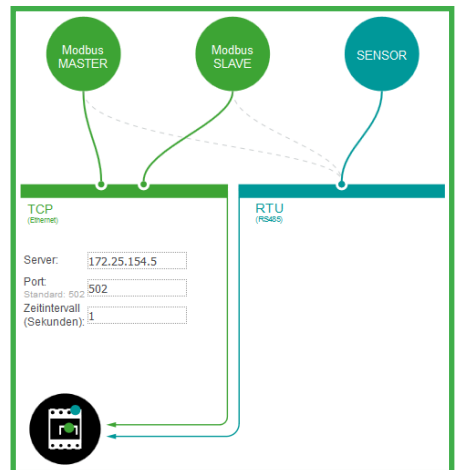 Modbus
MASTER
Modbus
SLAVE
SENSOR
TCP
(Ethernet)
RTU
(RS485)
Server:
172.25.154.5
Port:
Standard: 502
502
Zeitintervall
(Sekunden):
1